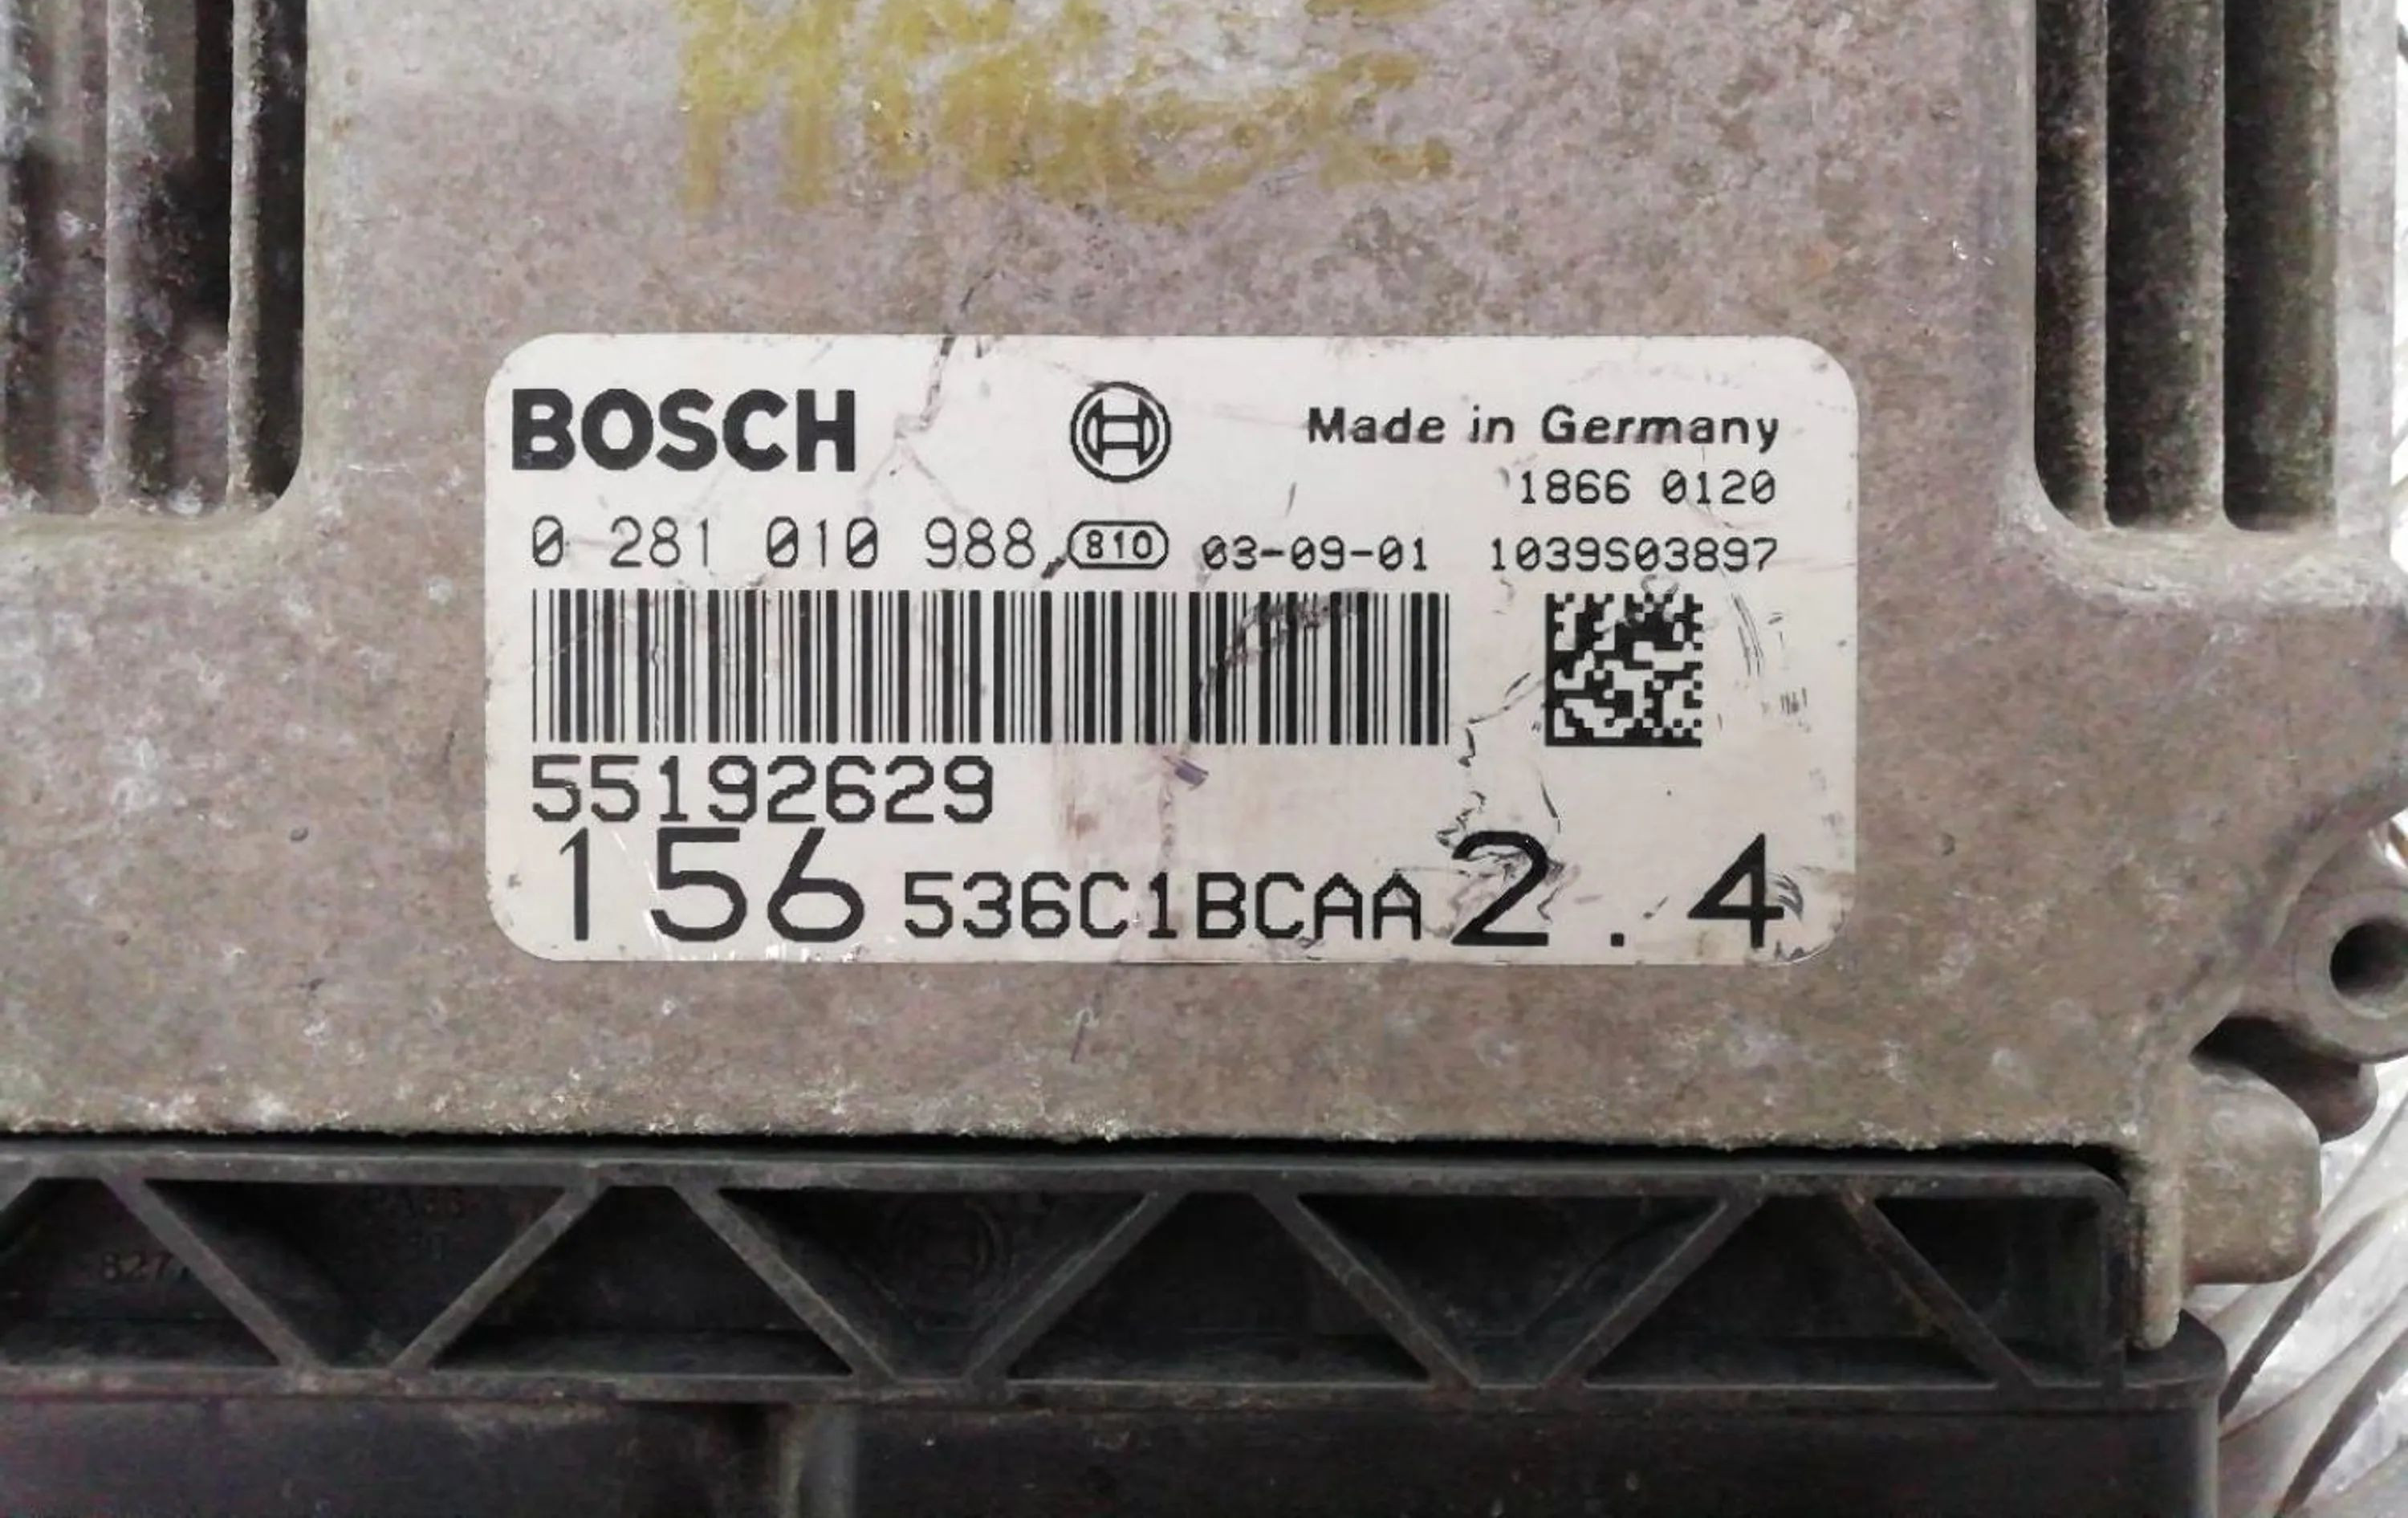 BOSCH Made in Germany
1866 0120
0 281 010 988 810 03-09-01 1039S03897
55192629
156 536C1BCAA 2.4